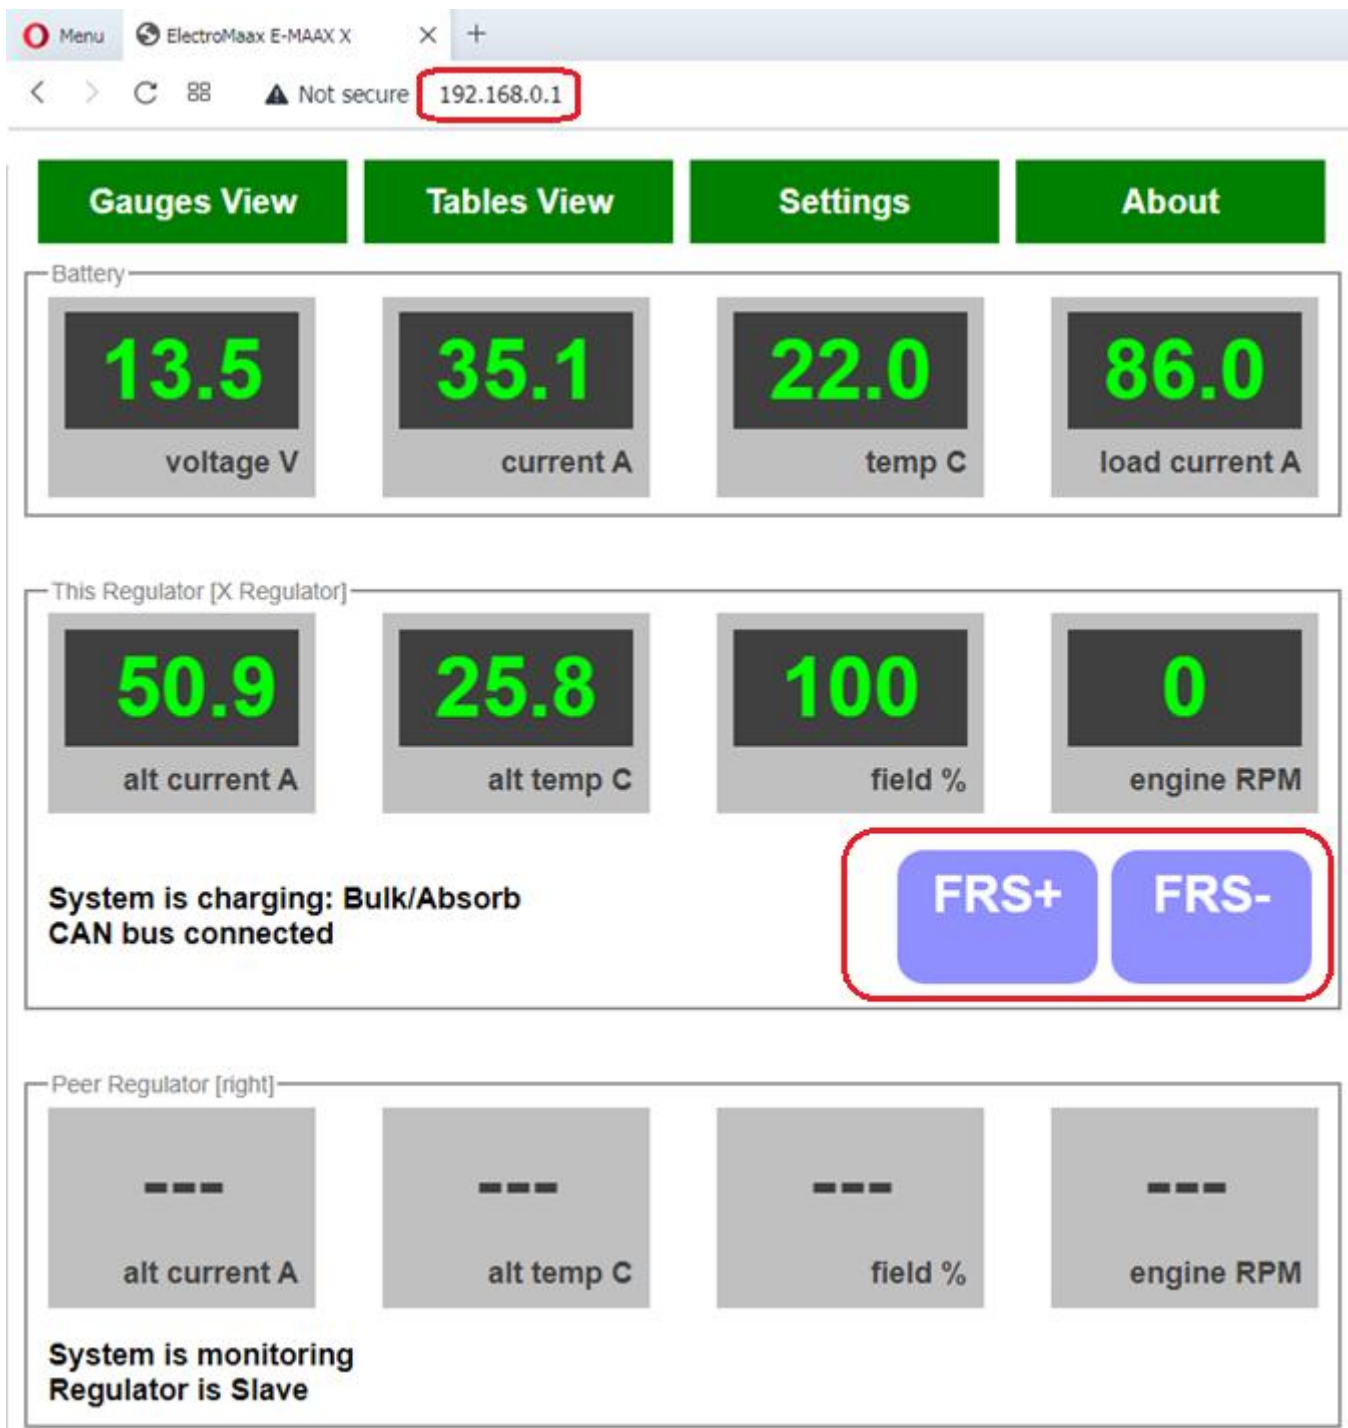 Menu ElectroMaax E-MAAX X
Not secure 192.168.0.1
Gauges View Tables View Settings About
Battery
13.5 35.1 22.0 86.0
voltage V current A temp C load current A
This Regulator [X Regulator]
50.9 25.8 100 0
alt current A alt temp C field % engine RPM
FRS+ FRS-
System is charging: Bulk/Absorb
CAN bus connected
Peer Regulator [right]
--- --- --- ---
alt current A alt temp C field % engine RPM
System is monitoring
Regulator is Slave